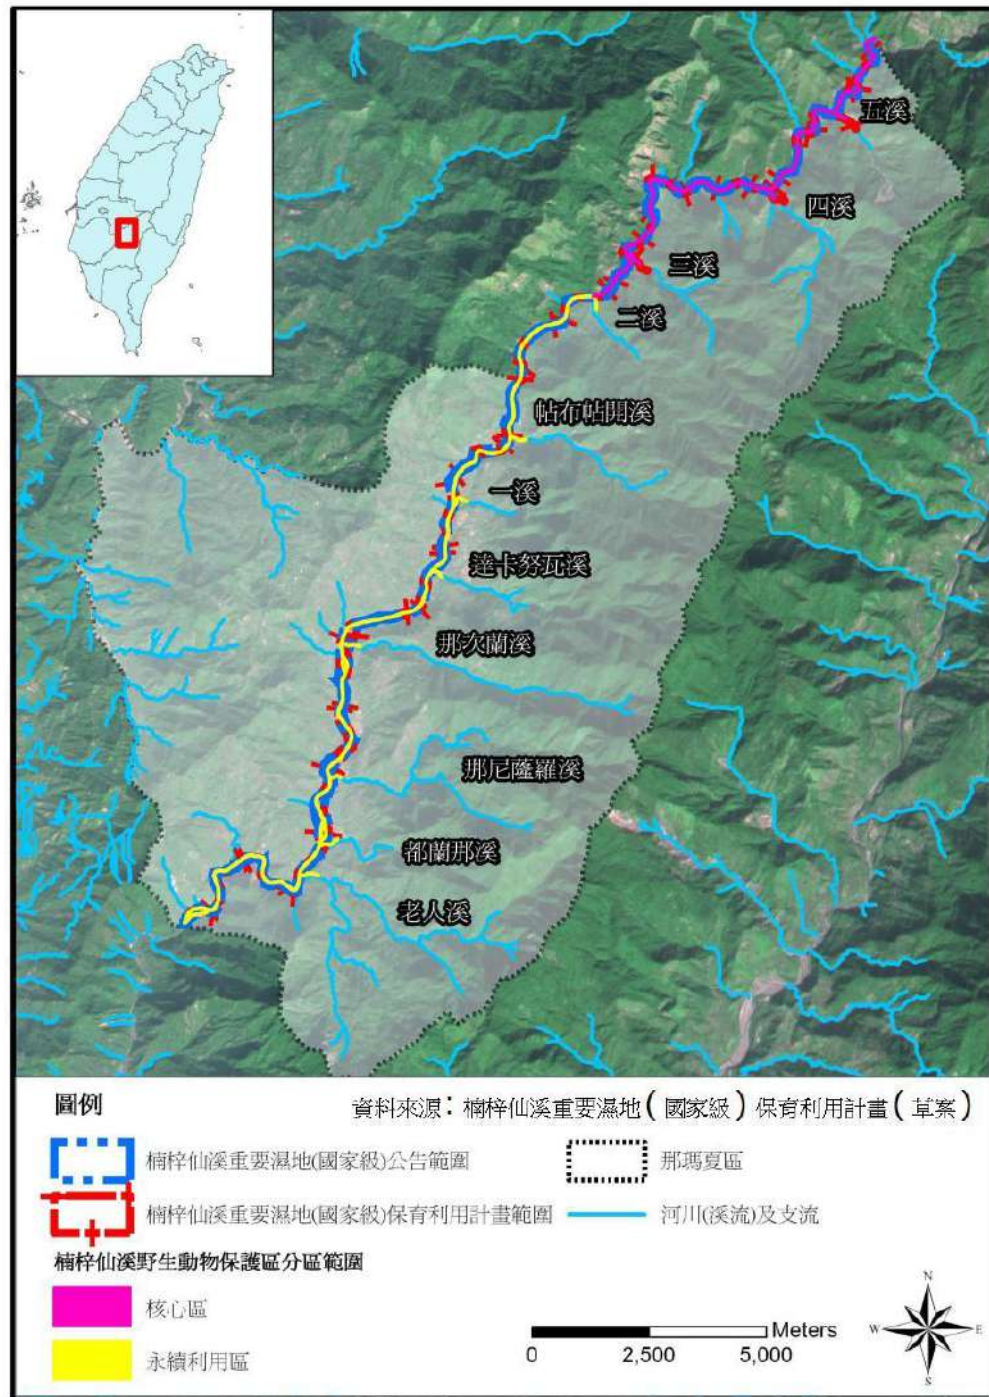 五溪
四溪
三溪
二溪
帖布帖開溪
一溪
達卡努瓦溪
那次蘭溪
那尼薩羅溪
都蘭那溪
老人溪
圖例
資料來源：楠梓仙溪重要濕地(國家級)保育利用計畫(草案)
楠梓仙溪重要濕地(國家級)公告範圍
那瑪夏區
楠梓仙溪重要濕地(國家級)保育利用計畫範圍
河川(溪流)及支流
楠梓仙溪野生動物保護區分區範圍
核心區
永續利用區
N
W E
S
Meters
0 2,500 5,000